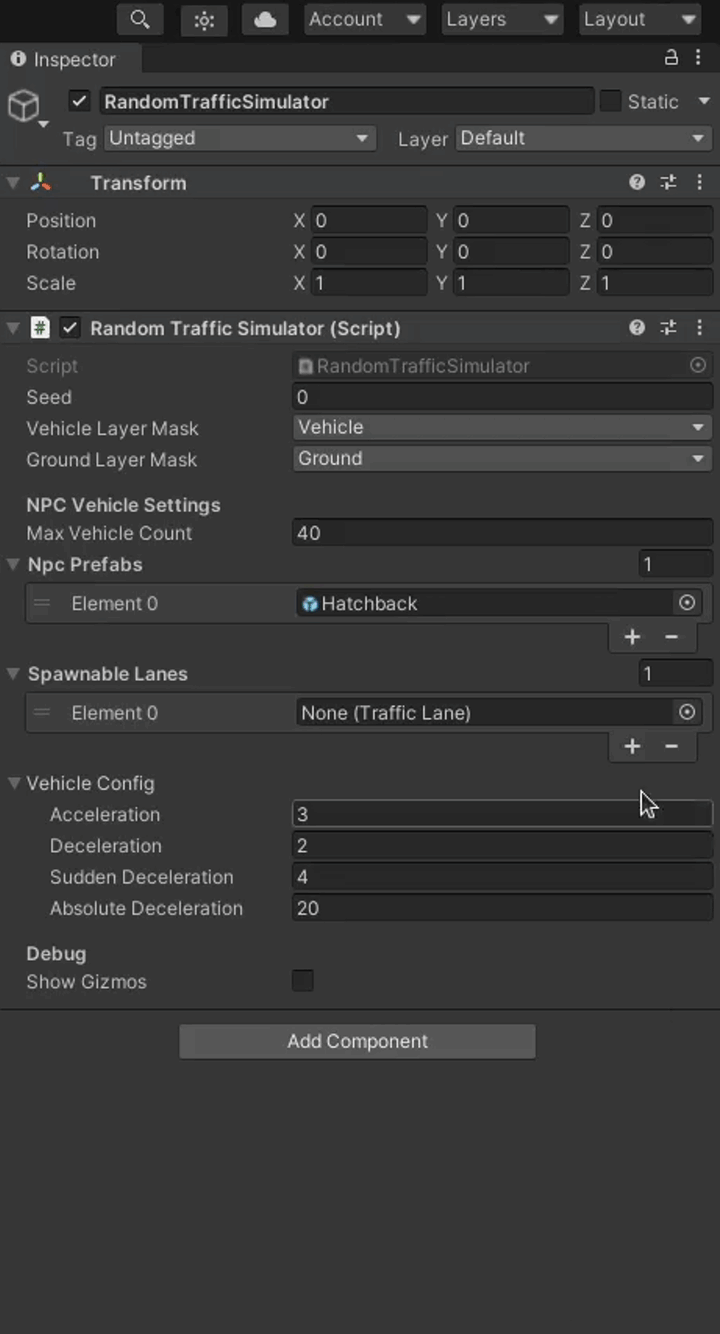 Account Layers Layout
Inspector
RandomTrafficSimulator Static
Tag Untagged Layer Default
Transform
Position X 0 Y 0 Z 0
Rotation X 0 Y 0 Z 0
Scale X 1 Y 1 Z 1
# Random Traffic Simulator (Script)
Script RandomTrafficSimulator
Seed 0
Vehicle Layer Mask Vehicle
Ground Layer Mask Ground
NPC Vehicle Settings
Max Vehicle Count 40
Npc Prefabs 1
Element 0 Hatchback
+ −
Spawnable Lanes 1
Element 0 None (Traffic Lane)
+ −
Vehicle Config
Acceleration 3
Deceleration 2
Sudden Deceleration 4
Absolute Deceleration 20
Debug
Show Gizmos
Add Component